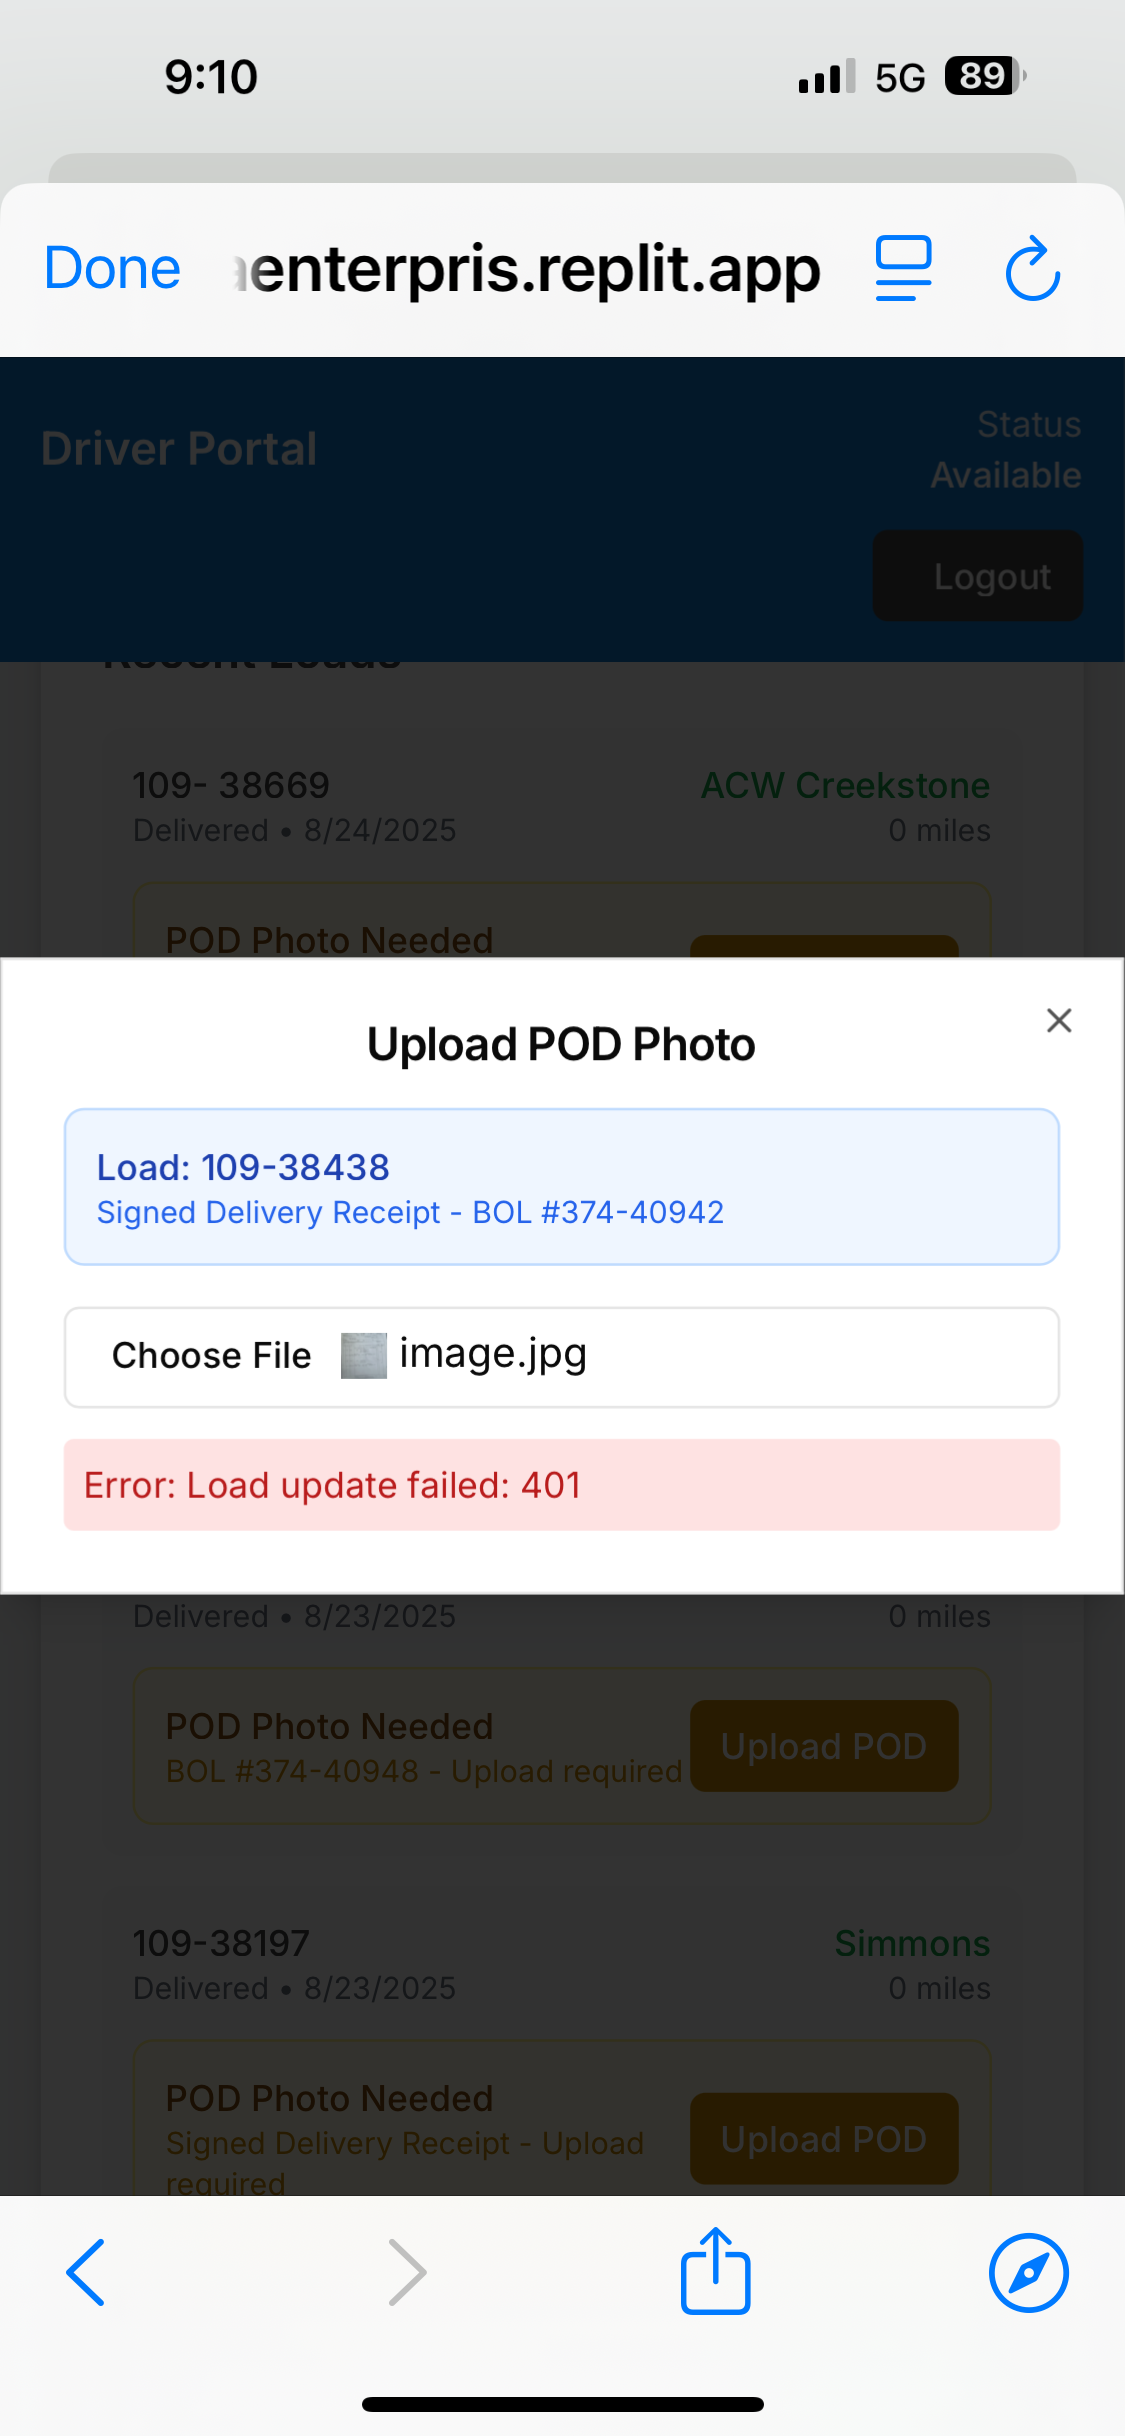 9:10
5G 89
Done
enterpris.replit.app
Driver Portal
Status
Available
Logout
Recent Loads
109- 38669
ACW Creekstone
Delivered • 8/24/2025
0 miles
POD Photo Needed
Upload POD Photo
Load: 109-38438
Signed Delivery Receipt - BOL #374-40942
Choose File image.jpg
Error: Load update failed: 401
Delivered • 8/23/2025
0 miles
POD Photo Needed
BOL #374-40948 - Upload required
Upload POD
109-38197
Simmons
Delivered • 8/23/2025
0 miles
POD Photo Needed
Signed Delivery Receipt - Upload
required
Upload POD